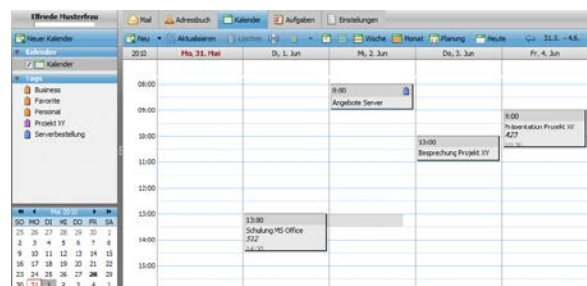 Elfriede Musterfrau
Mail Adressbuch Kalender Aufgaben Einstellungen
Neuer Kalender
Neu Aktualisieren Löschen Woche Monat Planung Heute 31.5. - 4.6.
Kalender
2010 Mo, 31. Mai Di, 1. Jun Mi, 2. Jun Do, 3. Jun Fr, 4. Jun
Kalender
Tags
Business
Favorite
Personal
Projekt XY
Serverbestellung
08:00
8:00
Angebote Server
09:00
9:00
Präsentation Projekt XY
423
10:00
10:00
Besprechung Projekt XY
11:00
12:00
13:00
13:00
Schulung MS Office
512
14:30
14:00
15:00
Mai 2010
SO MO DI MI DO FR SA
25 26 27 28 29 30 1
2 3 4 5 6 7 8
9 10 11 12 13 14 15
16 17 18 19 20 21 22
23 24 25 26 27 28 29
30 31 1 2 3 4 5